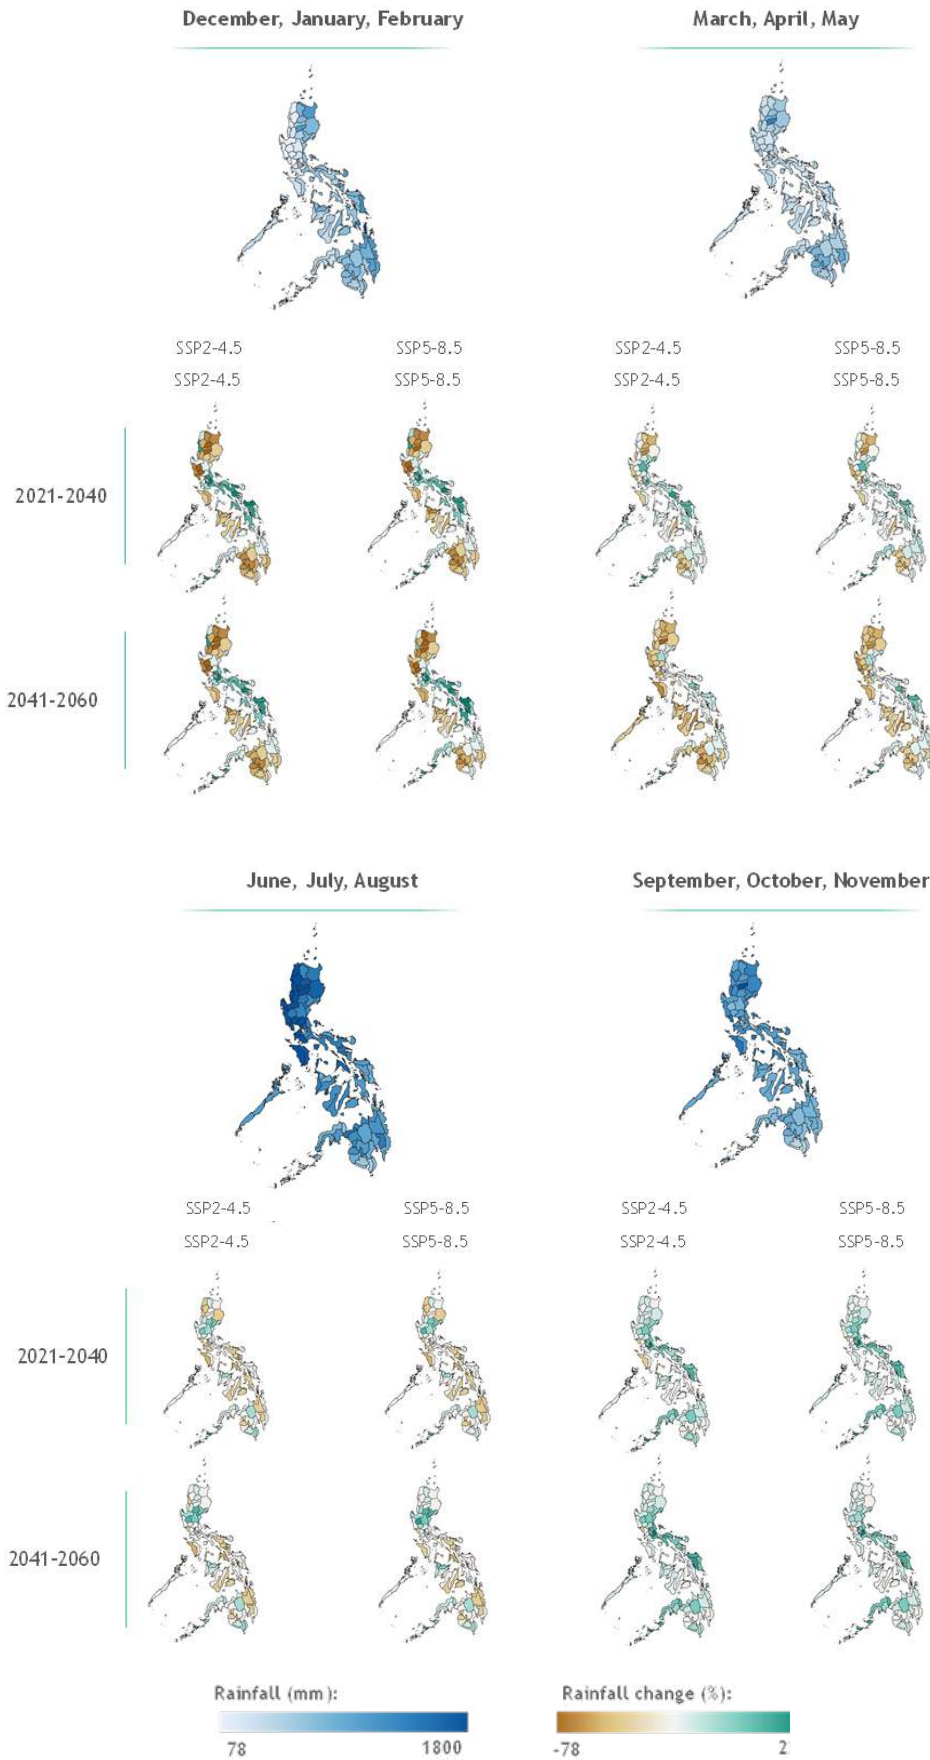 December, January, February
March, April, May
SSP2-4.5
SSP5-8.5
SSP2-4.5
SSP5-8.5
SSP2-4.5
SSP5-8.5
SSP2-4.5
SSP5-8.5
2021-2040
2041-2060
June, July, August
September, October, November
SSP2-4.5
SSP5-8.5
SSP2-4.5
SSP5-8.5
SSP2-4.5
SSP5-8.5
SSP2-4.5
SSP5-8.5
2021-2040
2041-2060
Rainfall (mm):
Rainfall change (%):
78
1800
-78
2